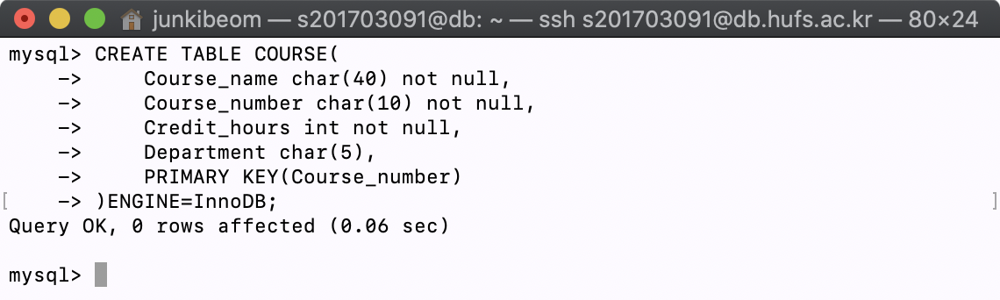 junkibeom — s201703091@db: ~ — ssh s201703091@db.hufs.ac.kr — 80×24
mysql> CREATE TABLE COURSE(
    ->     Course_name char(40) not null,
    ->     Course_number char(10) not null,
    ->     Credit_hours int not null,
    ->     Department char(5),
    ->     PRIMARY KEY(Course_number)
[    -> )ENGINE=InnoDB; ]
Query OK, 0 rows affected (0.06 sec)
mysql>